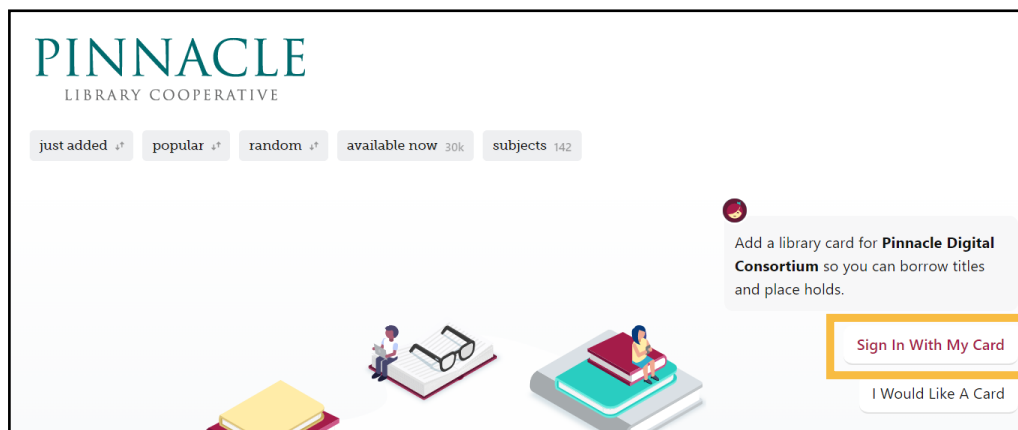 PINNACLE
LIBRARY COOPERATIVE
just added popular random available now 30k subjects 142
Add a library card for Pinnacle Digital
Consortium so you can borrow titles
and place holds.
Sign In With My Card
I Would Like A Card